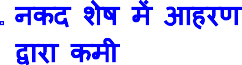 . नकद शेष में आहरण
द्वारा कमी